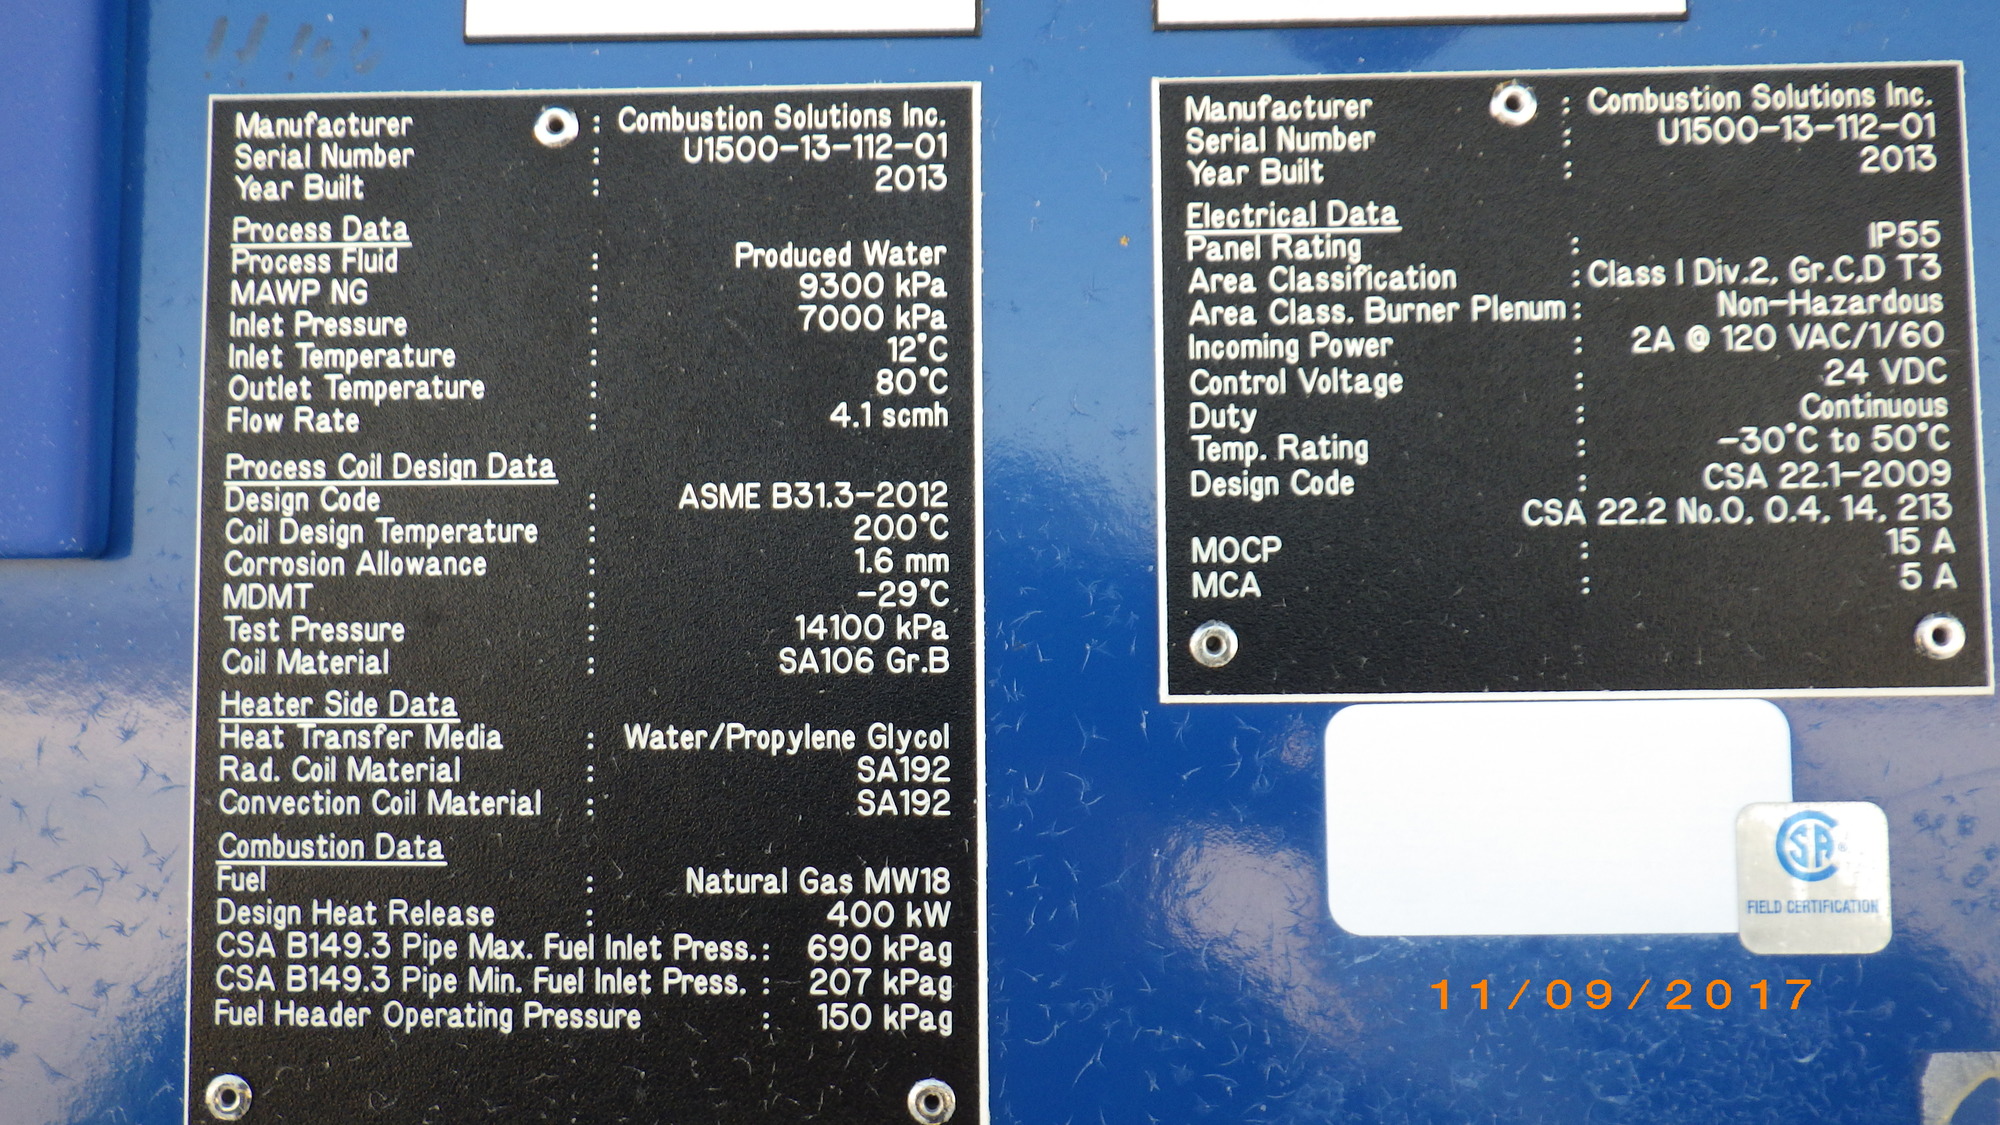 Manufacturer : Combustion Solutions Inc.
Serial Number : U1500-13-112-01
Year Built : 2013
Process Data
Process Fluid : Produced Water
MAWP NG : 9300 kPa
Inlet Pressure : 7000 kPa
Inlet Temperature : 12°C
Outlet Temperature : 80°C
Flow Rate : 4.1 scmh
Process Coil Design Data
Design Code : ASME B31.3-2012
Coil Design Temperature : 200°C
Corrosion Allowance : 1.6 mm
MDMT : -29°C
Test Pressure : 14100 kPa
Coil Material : SA106 Gr.B
Heater Side Data
Heat Transfer Media : Water/Propylene Glycol
Rad. Coil Material : SA192
Convection Coil Material : SA192
Combustion Data
Fuel : Natural Gas MW18
Design Heat Release : 400 kW
CSA B149.3 Pipe Max. Fuel Inlet Press. : 690 kPag
CSA B149.3 Pipe Min. Fuel Inlet Press. : 207 kPag
Fuel Header Operating Pressure : 150 kPag
Manufacturer : Combustion Solutions Inc.
Serial Number : U1500-13-112-01
Year Built : 2013
Electrical Data
Panel Rating : IP55
Area Classification : Class I Div.2, Gr.C,D T3
Area Class. Burner Plenum : Non-Hazardous
Incoming Power : 2A @ 120 VAC/1/60
Control Voltage : 24 VDC
Duty : Continuous
Temp. Rating : -30°C to 50°C
Design Code : CSA 22.1-2009
CSA 22.2 No.0, 0.4, 14, 213
MOCP : 15 A
MCA : 5 A
CSA ®
FIELD CERTIFICATION
11/09/2017